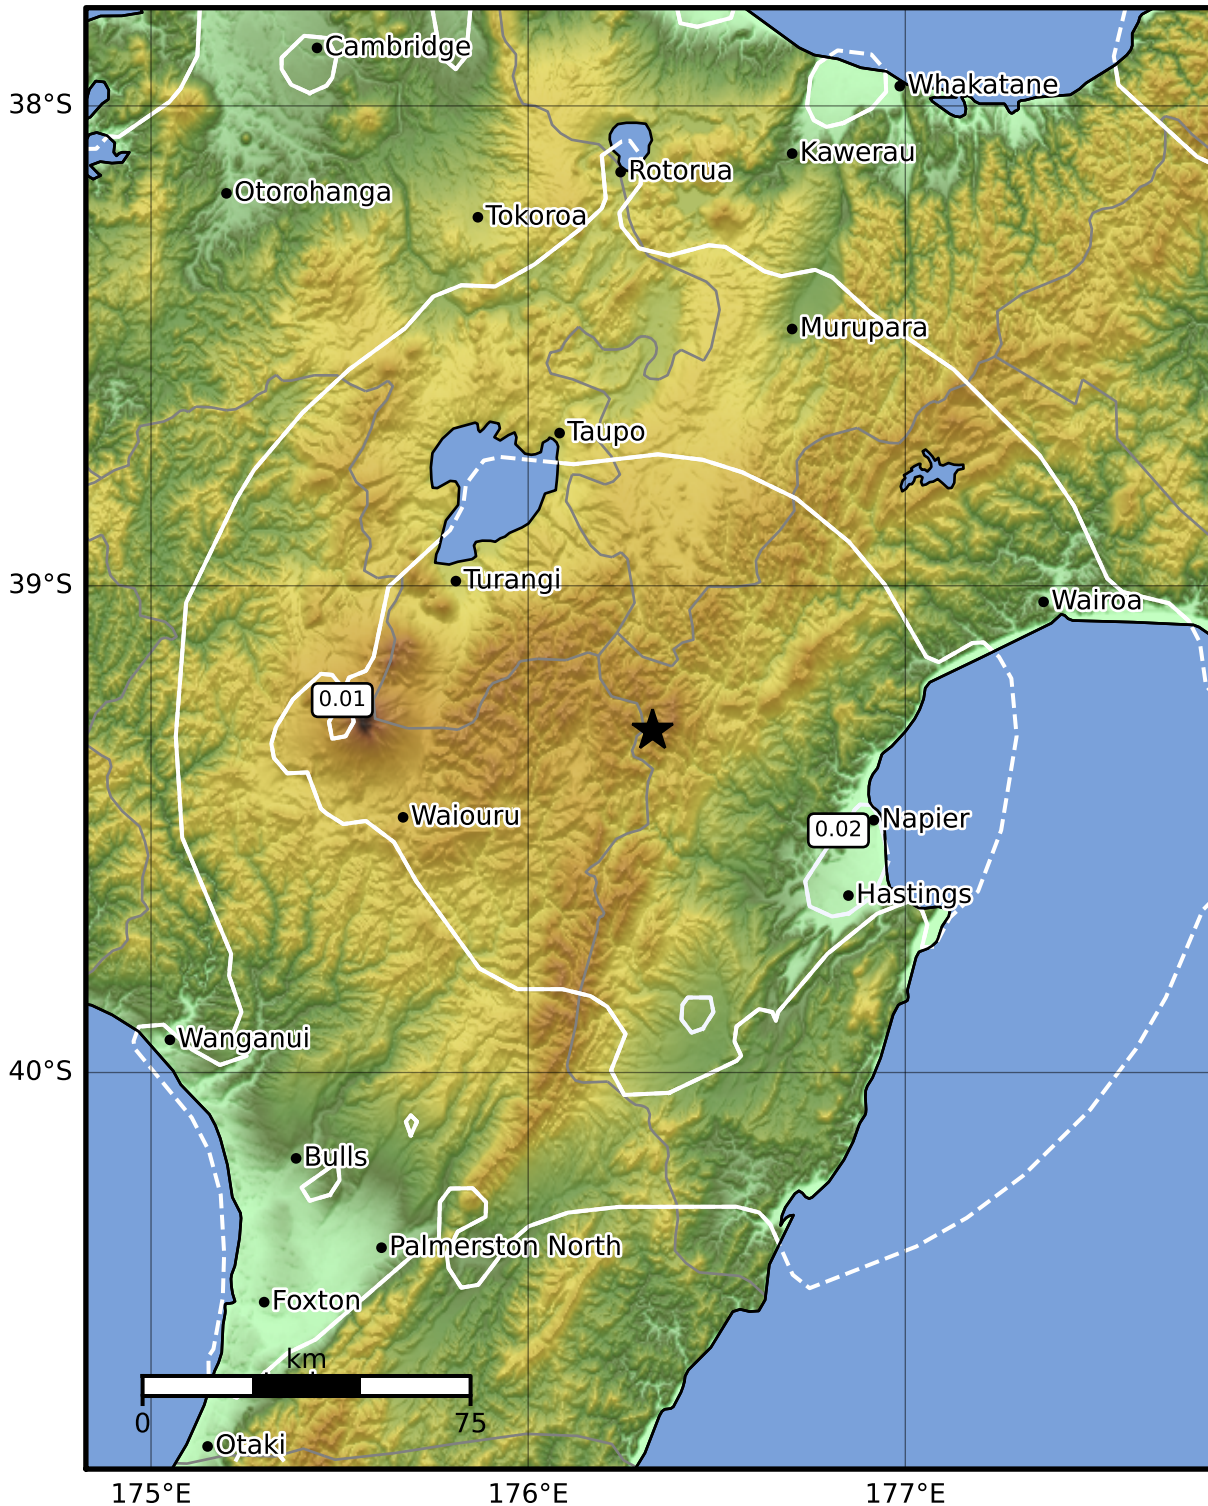 Cambridge
Whakatane
38°S
Kawerau
Rotorua
Otorohanga
Tokoroa
Murupara
Taupo
Turangi
39°S
Wairoa
0.01
Waiouru
Napier
0.02
Hastings
Wanganui
40°S
Bulls
Palmerston North
Foxton
km
0
75
Otaki
175°E
176°E
177°E